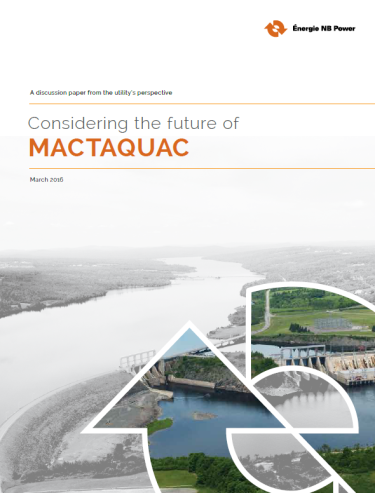 Énergie NB Power
A discussion paper from the utility's perspective
Considering the future of
MACTAQUAC
March 2016